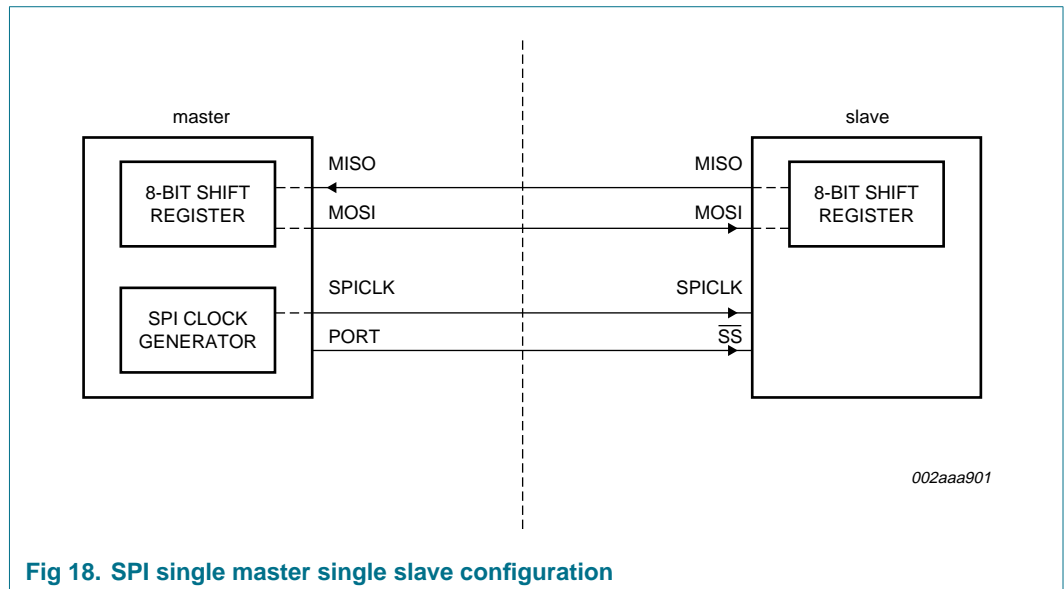 master
slave
8-BIT SHIFT
REGISTER
MISO
MISO
MOSI
MOSI
8-BIT SHIFT
REGISTER
SPI CLOCK
GENERATOR
SPICLK
SPICLK
PORT
S̅S̅
002aaa901
Fig 18. SPI single master single slave configuration